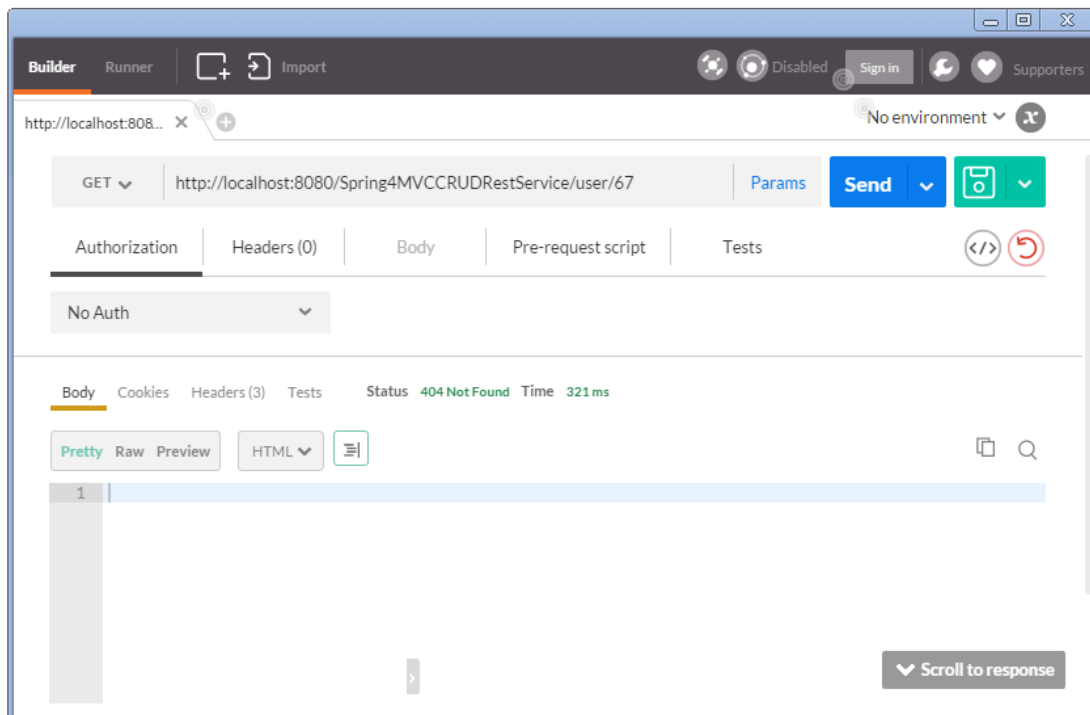 Builder Runner Import Disabled Sign in Supporters
http://localhost:808... No environment
GET http://localhost:8080/Spring4MVCCRUDRestService/user/67 Params Send
Authorization Headers (0) Body Pre-request script Tests
No Auth
Body Cookies Headers (3) Tests Status 404 Not Found Time 321 ms
Pretty Raw Preview HTML
1
Scroll to response